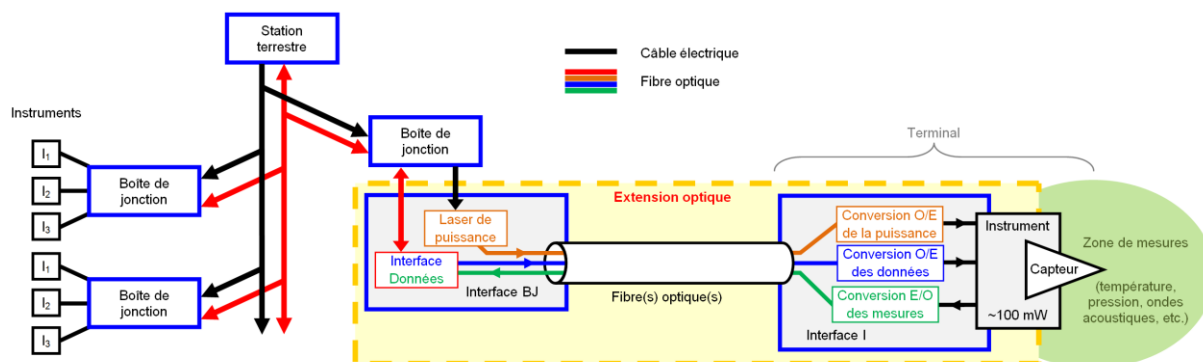 Station
terrestre
Câble électrique
Fibre optique
Instruments
I₁
I₂
I₃
Boîte de
jonction
I₁
I₂
I₃
Boîte de
jonction
Boîte de
jonction
Terminal
Extension optique
Laser de
puissance
Interface
Données
Interface BJ
Fibre(s) optique(s)
Conversion O/E
de la puissance
Conversion O/E
des données
Conversion E/O
des mesures
Interface I
Instrument
Capteur
~100 mW
Zone de mesures
(température,
pression, ondes
acoustiques, etc.)